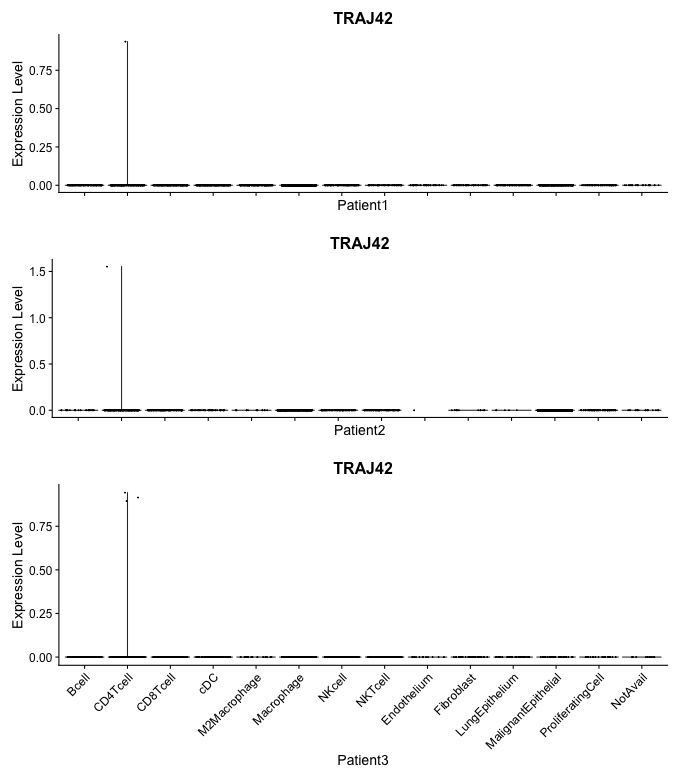 TRAJ42
Expression Level
0.75
0.50
0.25
0.00
Patient1
TRAJ42
Expression Level
1.5
1.0
0.5
0.0
Patient2
TRAJ42
Expression Level
0.75
0.50
0.25
0.00
Bcell
CD4Tcell
CD8Tcell
cDC
M2Macrophage
Macrophage
NKcell
NKTcell
Endothelium
Fibroblast
LungEpithelium
MalignantEpithelial
ProliferatingCell
NotAvail
Patient3